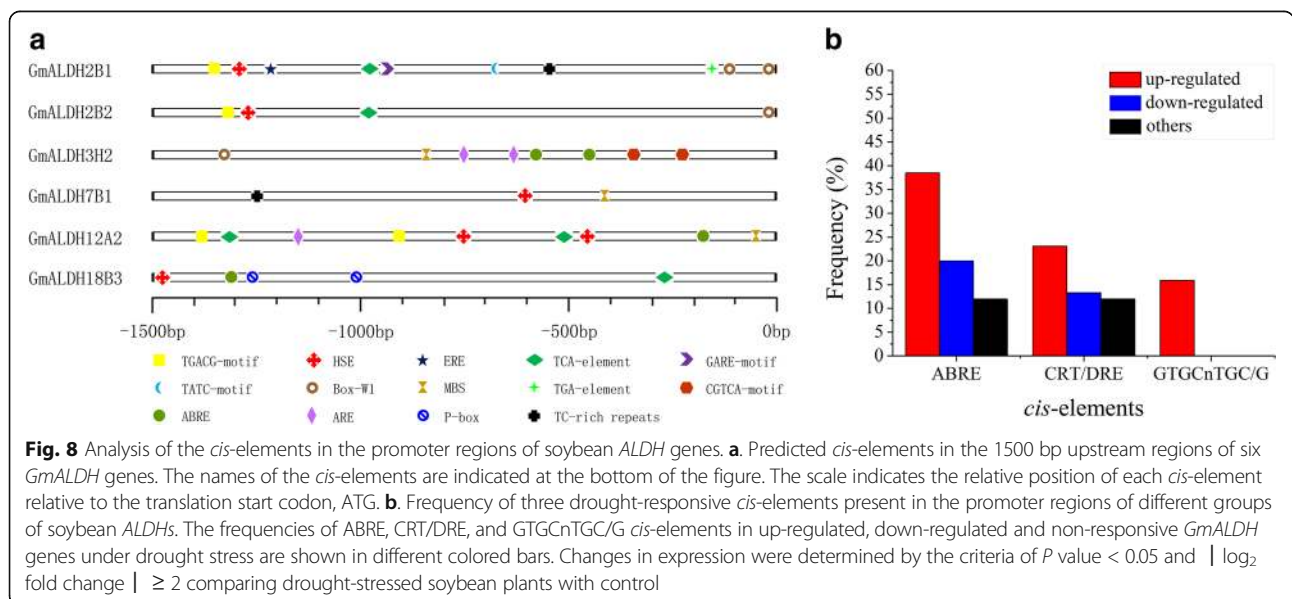 a
GmALDH2B1
GmALDH2B2
GmALDH3H2
GmALDH7B1
GmALDH12A2
GmALDH18B3
-1500bp -1000bp -500bp 0bp
TGACG-motif HSE ERE TCA-element GARE-motif
TATC-motif Box-W1 MBS TGA-element CGTCA-motif
ABRE ARE P-box TC-rich repeats
b
Frequency (%)
60
55
50
45
40
35
30
25
20
15
10
5
0
up-regulated
down-regulated
others
ABRE CRT/DRE GTGCnTGC/G
cis-elements
Fig. 8 Analysis of the cis-elements in the promoter regions of soybean ALDH genes. a. Predicted cis-elements in the 1500 bp upstream regions of six
GmALDH genes. The names of the cis-elements are indicated at the bottom of the figure. The scale indicates the relative position of each cis-element
relative to the translation start codon, ATG. b. Frequency of three drought-responsive cis-elements present in the promoter regions of different groups
of soybean ALDHs. The frequencies of ABRE, CRT/DRE, and GTGCnTGC/G cis-elements in up-regulated, down-regulated and non-responsive GmALDH
genes under drought stress are shown in different colored bars. Changes in expression were determined by the criteria of P value < 0.05 and | log2
fold change | ≥ 2 comparing drought-stressed soybean plants with control